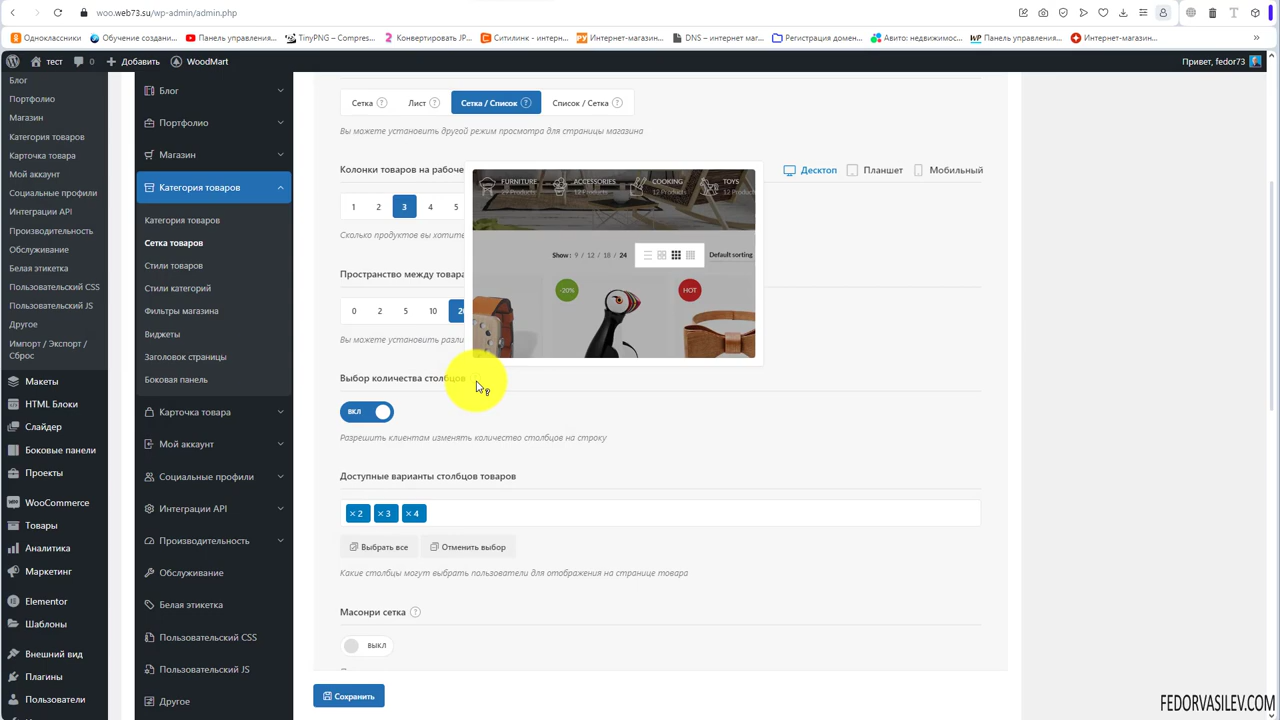 woo.web73.su/wp-admin/admin.php
Одноклассники
Обучение создани...
Панель управления...
TinyPNG – Compres...
Конвертировать JP...
Ситилинк - интерн...
Интернет-магазин...
DNS – интернет маг...
Регистрация домен...
Авито: недвижимос...
Панель управления...
Интернет-магазин...
тест
0
Добавить
WoodMart
Привет, fedor73
Блог
Портфолио
Магазин
Категория товаров
Карточка товара
Мой аккаунт
Социальные профили
Интеграции API
Производительность
Обслуживание
Белая этикетка
Пользовательский CSS
Пользовательский JS
Другое
Импорт / Экспорт /
Сброс
Макеты
HTML Блоки
Слайдер
Боковые панели
Проекты
WooCommerce
Товары
Аналитика
Маркетинг
Elementor
Шаблоны
Внешний вид
Плагины
Пользователи
Блог
Портфолио
Магазин
Категория товаров
Категория товаров
Сетка товаров
Стили товаров
Стили категорий
Фильтры магазина
Виджеты
Заголовок страницы
Боковая панель
Карточка товара
Мой аккаунт
Социальные профили
Интеграции API
Производительность
Обслуживание
Белая этикетка
Пользовательский CSS
Пользовательский JS
Другое
Сетка ?
Лист ?
Сетка / Список ?
Список / Сетка ?
Вы можете установить другой режим просмотра для страницы магазина
Колонки товаров на рабоче
Десктоп
Планшет
Мобильный
1 2 3 4 5
Сколько продуктов вы хотите
Пространство между товара
0 2 5 10 2
Вы можете установить разли
FURNITURE
ACCESSORIES
12 Products
COOKING
12 Products
TOYS
12 Produc
Show : 9 / 12 / 18 / 24
Default sorting
-20%
HOT
Выбор количества столбцов
ВКЛ
Разрешить клиентам изменять количество столбцов на строку
Доступные варианты столбцов товаров
× 2 × 3 × 4
Выбрать все
Отменить выбор
Какие столбцы могут выбрать пользователи для отображения на странице товара
Масонри сетка ?
ВЫКЛ
Сохранить
FEDORVASILEV.COM